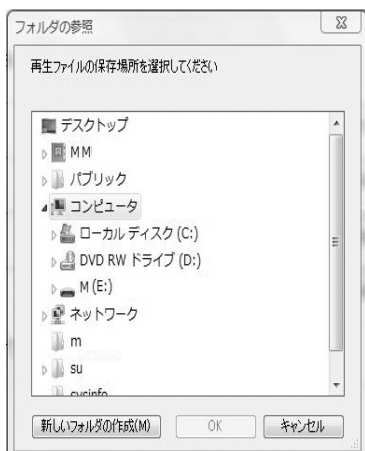 フォルダの参照
再生ファイルの保存場所を選択してください
デスクトップ
MM
パブリック
コンピュータ
ローカル ディスク (C:)
DVD RW ドライブ (D:)
M (E:)
ネットワーク
m
su
sysinfo
新しいフォルダの作成(M)
OK
キャンセル